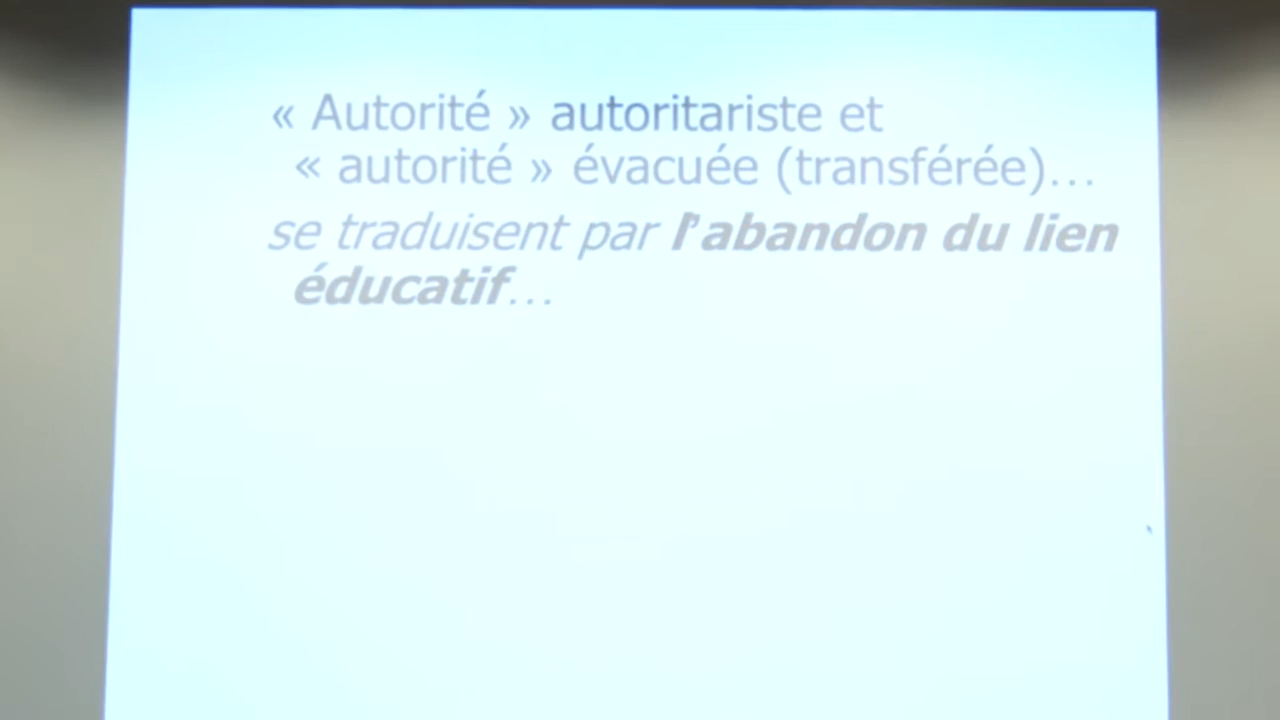 « Autorité » autoritariste et
« autorité » évacuée (transférée)...
se traduisent par l'abandon du lien
éducatif...